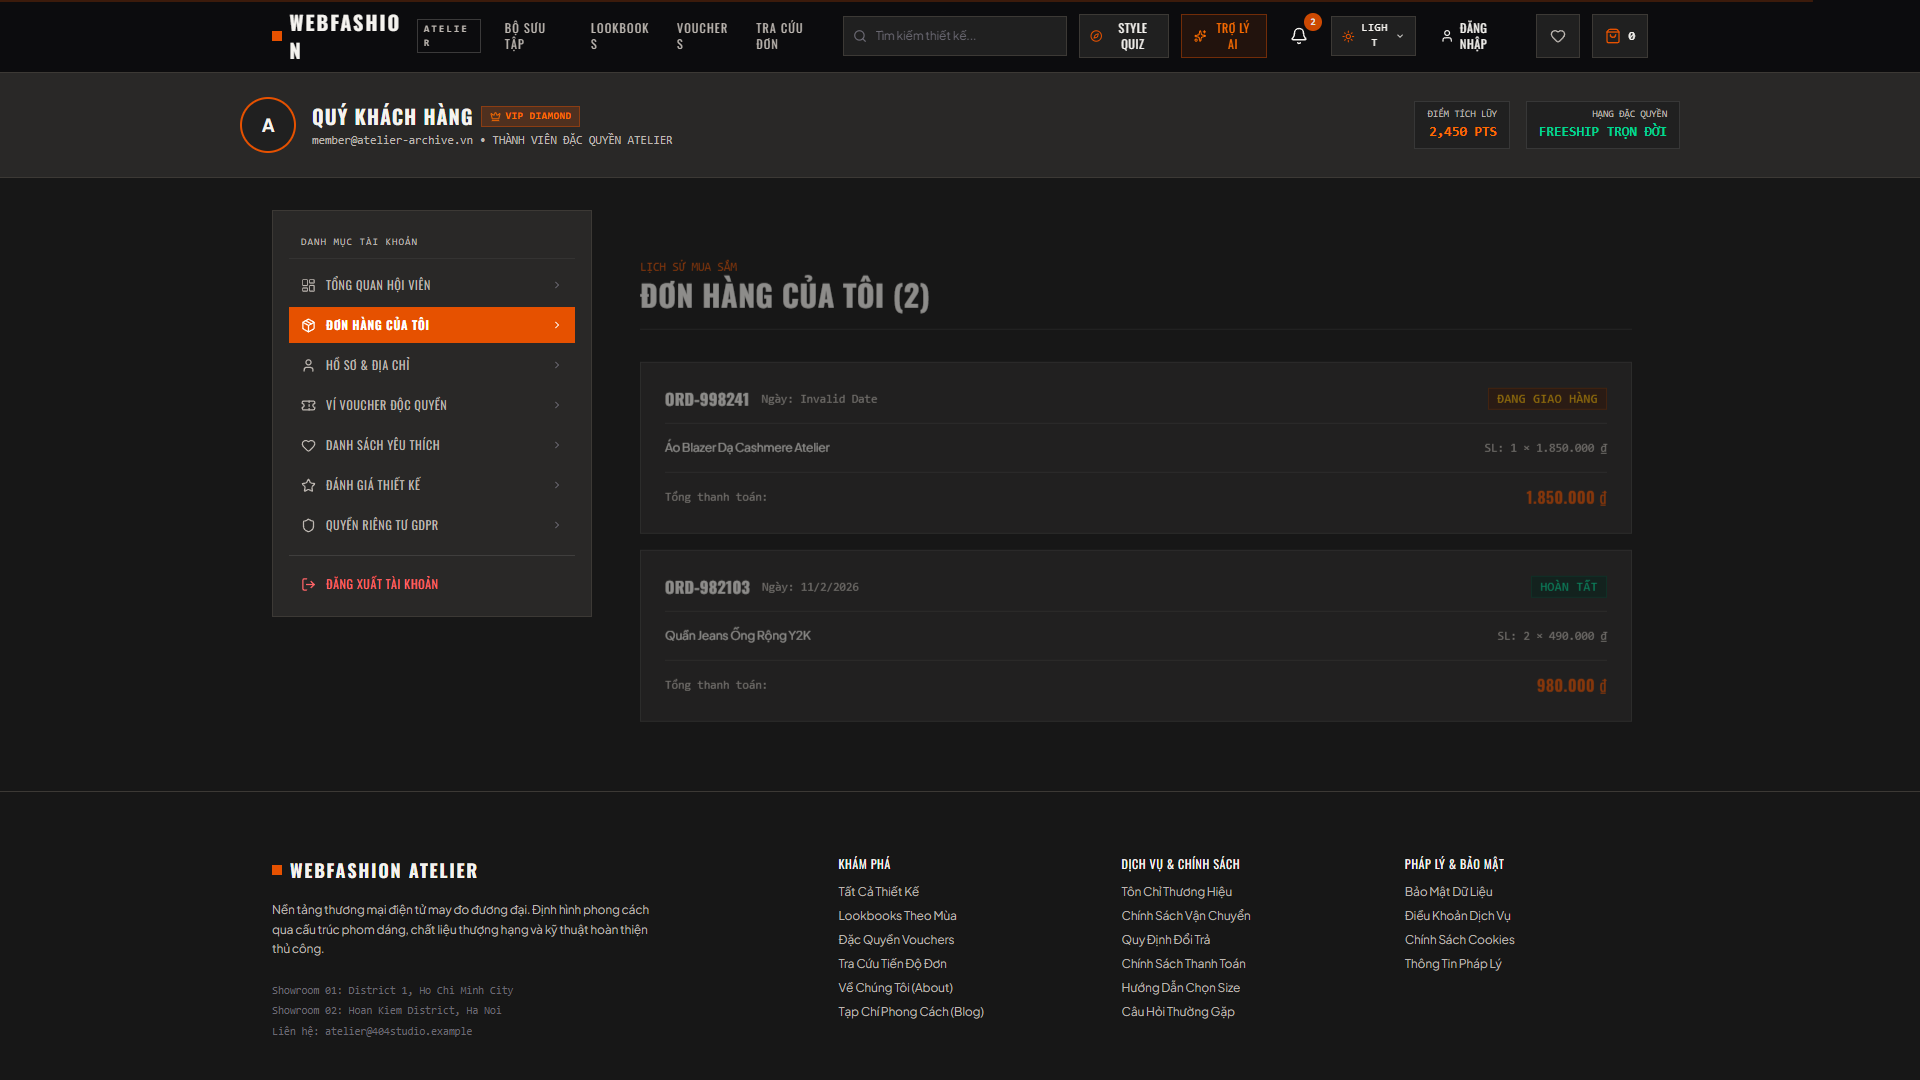 WEBFASHIO
N
ATELIE
R
BỘ SƯU
TẬP
LOOKBOOK
S
VOUCHER
S
TRA CỨU
ĐƠN
Tìm kiếm thiết kế...
STYLE
QUIZ
TRỢ LÝ
AI
2
LIGH
T
ĐĂNG
NHẬP
0
A
QUÝ KHÁCH HÀNG
VIP DIAMOND
member@atelier-archive.vn • THÀNH VIÊN ĐẶC QUYỀN ATELIER
ĐIỂM TÍCH LŨY
2,450 PTS
HẠNG ĐẶC QUYỀN
FREESHIP TRỌN ĐỜI
DANH MỤC TÀI KHOẢN
TỔNG QUAN HỘI VIÊN
ĐƠN HÀNG CỦA TÔI
HỒ SƠ & ĐỊA CHỈ
VÍ VOUCHER ĐỘC QUYỀN
DANH SÁCH YÊU THÍCH
ĐÁNH GIÁ THIẾT KẾ
QUYỀN RIÊNG TƯ GDPR
ĐĂNG XUẤT TÀI KHOẢN
LỊCH SỬ MUA SẮM
ĐƠN HÀNG CỦA TÔI (2)
ORD-998241 Ngày: Invalid Date
ĐANG GIAO HÀNG
Áo Blazer Dạ Cashmere Atelier
SL: 1 × 1.850.000 ₫
Tổng thanh toán:
1.850.000 ₫
ORD-982103 Ngày: 11/2/2026
HOÀN TẤT
Quần Jeans Ống Rộng Y2K
SL: 2 × 490.000 ₫
Tổng thanh toán:
980.000 ₫
WEBFASHION ATELIER
Nền tảng thương mại điện tử may đo đương đại. Định hình phong cách
qua cấu trúc phom dáng, chất liệu thượng hạng và kỹ thuật hoàn thiện
thủ công.
Showroom 01: District 1, Ho Chi Minh City
Showroom 02: Hoan Kiem District, Ha Noi
Liên hệ: atelier@404studio.example
KHÁM PHÁ
Tất Cả Thiết Kế
Lookbooks Theo Mùa
Đặc Quyền Vouchers
Tra Cứu Tiến Độ Đơn
Về Chúng Tôi (About)
Tạp Chí Phong Cách (Blog)
DỊCH VỤ & CHÍNH SÁCH
Tôn Chỉ Thương Hiệu
Chính Sách Vận Chuyển
Quy Định Đổi Trả
Chính Sách Thanh Toán
Hướng Dẫn Chọn Size
Câu Hỏi Thường Gặp
PHÁP LÝ & BẢO MẬT
Bảo Mật Dữ Liệu
Điều Khoản Dịch Vụ
Chính Sách Cookies
Thông Tin Pháp Lý